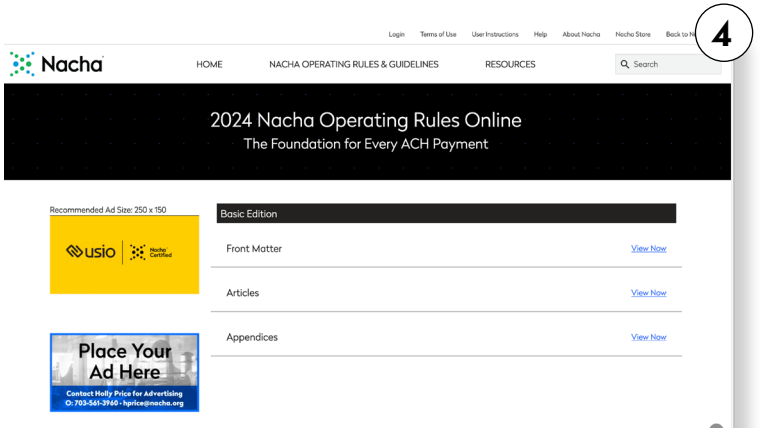 Login Terms of Use User Instructions Help About Nacha Nacha Store Back to
4
Nacha
HOME NACHA OPERATING RULES & GUIDELINES RESOURCES Search
2024 Nacha Operating Rules Online
The Foundation for Every ACH Payment
Recommended Ad Size: 250 x 150
usio Nacha Certified
Basic Edition
Front Matter View Now
Articles View Now
Appendices View Now
Place Your
Ad Here
Contact Holly Price for Advertising
O: 703-561-3960 • hprice@nacha.org